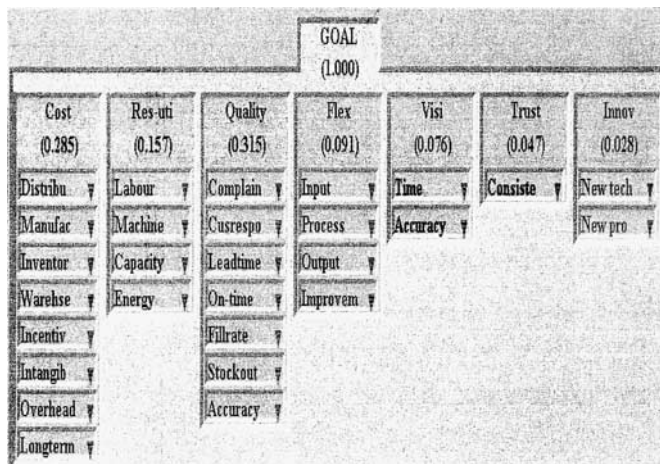 GOAL
(1.000)
Cost
(0.285)
Distribu
Manufac
Inventor
Warehse
Incentiv
Intangib
Overhead
Longterm
Res-uti
(0.157)
Labour
Machine
Capacity
Energy
Quality
(0.315)
Complain
Cusrespo
Leadtime
On-time
Fillrate
Stockout
Accuracy
Flex
(0.091)
Input
Process
Output
Improvem
Visi
(0.076)
Time
Accuracy
Trust
(0.047)
Consiste
Innov
(0.028)
New tech
New pro